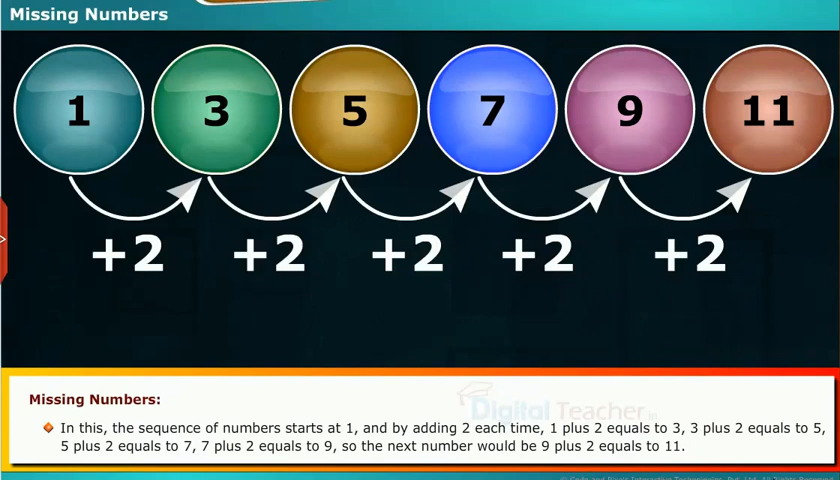 Missing Numbers
1 3 5 7 9 11
+2 +2 +2 +2 +2
Missing Numbers:
Digital Teacher.in
In this, the sequence of numbers starts at 1, and by adding 2 each time, 1 plus 2 equals to 3, 3 plus 2 equals to 5,
5 plus 2 equals to 7, 7 plus 2 equals to 9, so the next number would be 9 plus 2 equals to 11.